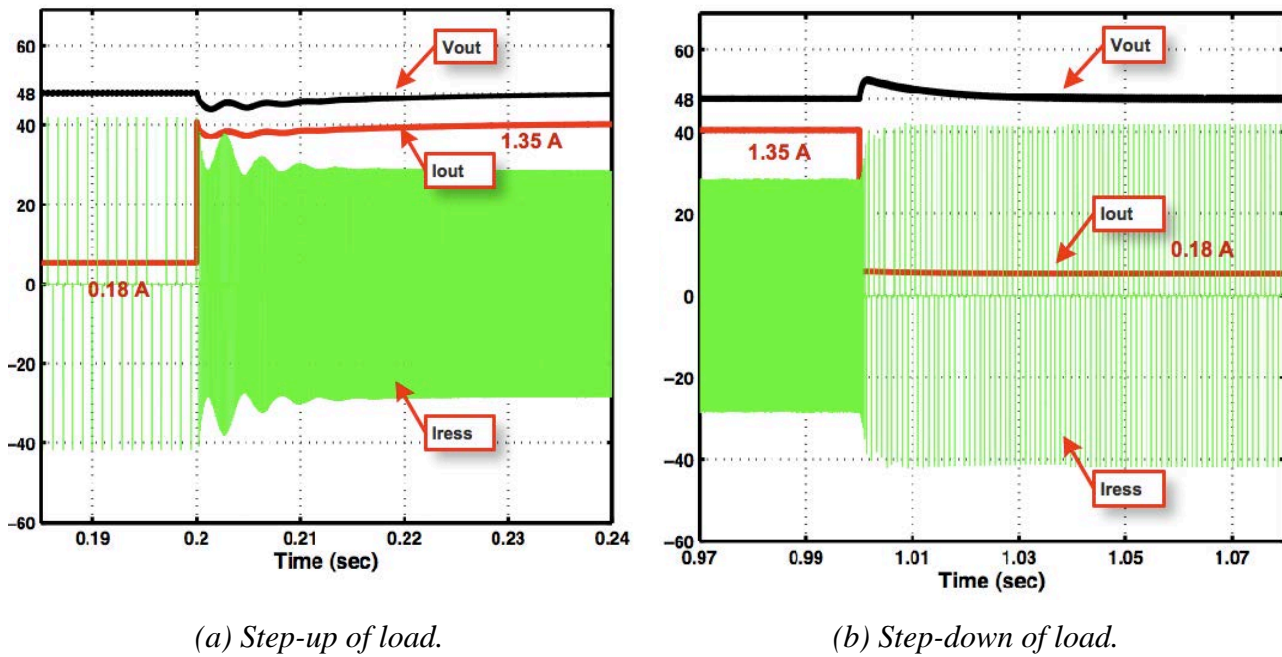 60
48
40
20
0
−20
−40
−60
Vout
Iout
1.35 A
0.18 A
Iress
0.19
0.2
0.21
0.22
0.23
0.24
Time (sec)
(a) Step-up of load.
60
48
40
20
0
−20
−40
−60
Vout
1.35 A
Iout
0.18 A
Iress
0.97
0.99
1.01
1.03
1.05
1.07
Time (sec)
(b) Step-down of load.